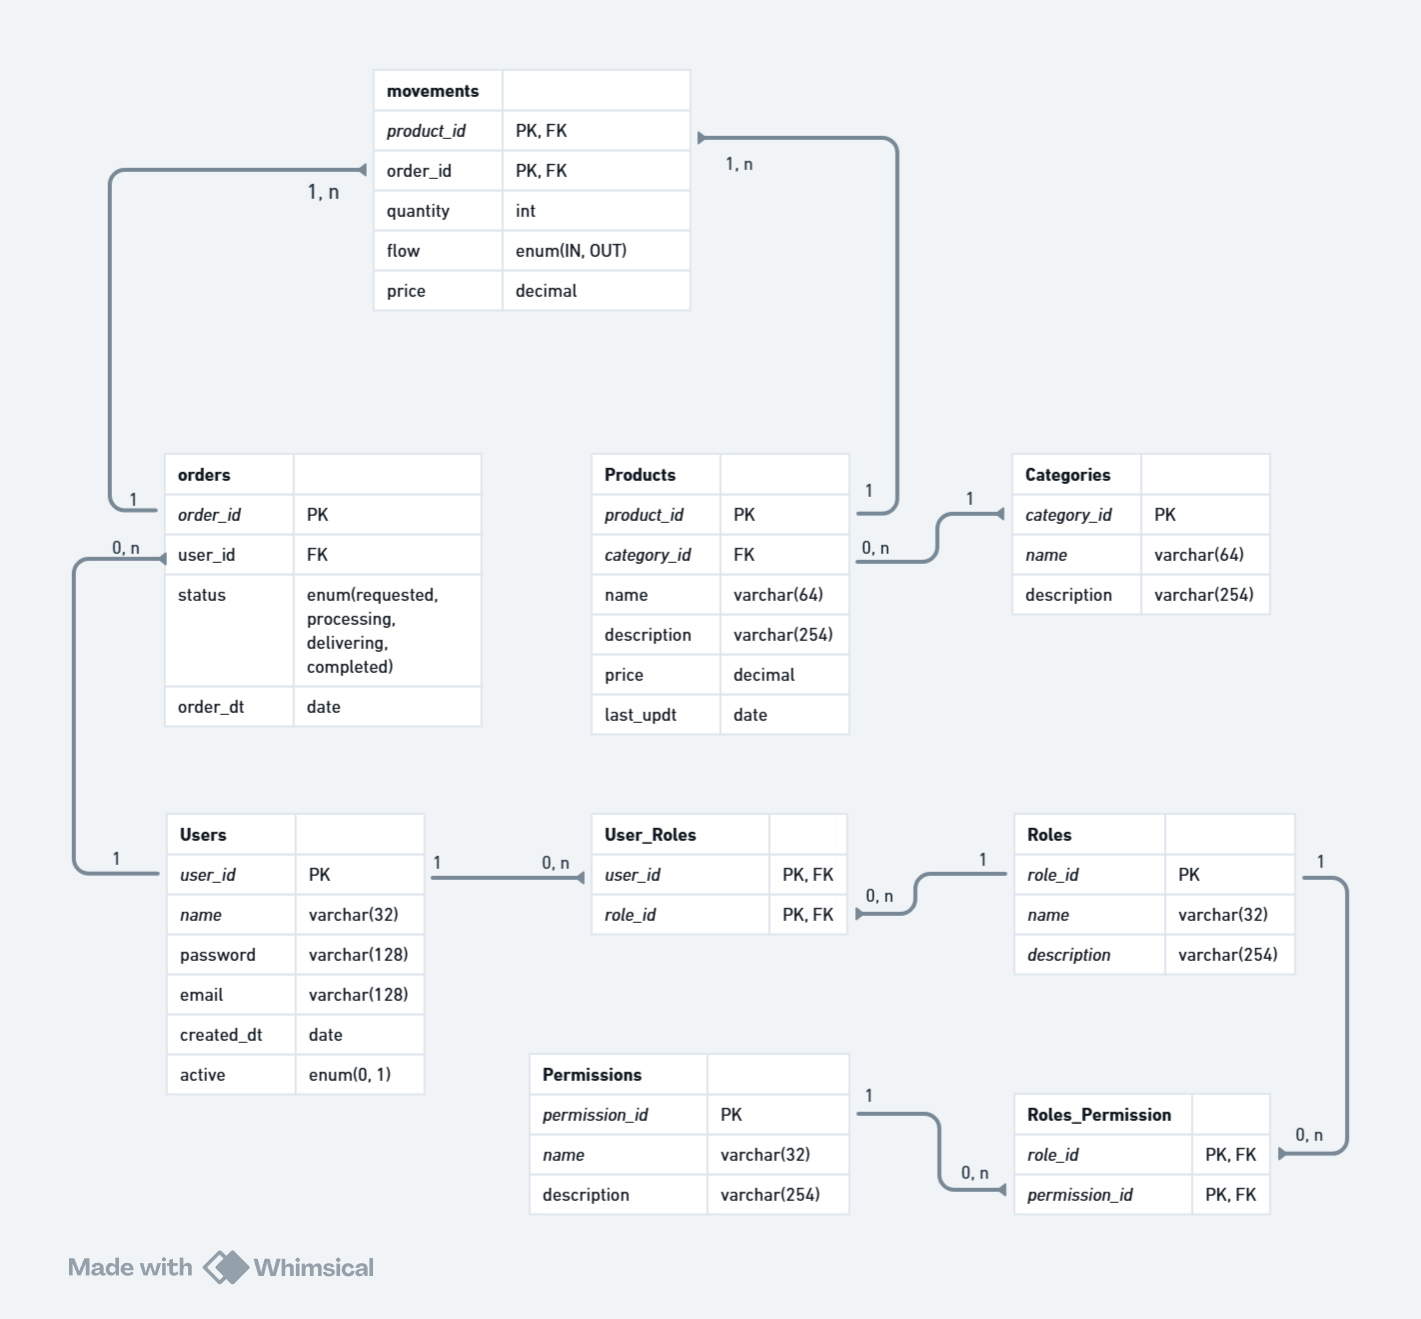 movements
product_id PK, FK
order_id PK, FK
quantity int
flow enum(IN, OUT)
price decimal
1, n
1, n
orders
order_id PK
user_id FK
status enum(requested,
processing,
delivering,
completed)
order_dt date
1
0, n
Products
product_id PK
category_id FK
name varchar(64)
description varchar(254)
price decimal
last_updt date
1
0, n
1
Categories
category_id PK
name varchar(64)
description varchar(254)
1
Users
user_id PK
name varchar(32)
password varchar(128)
email varchar(128)
created_dt date
active enum(0, 1)
1
0, n
User_Roles
user_id PK, FK
role_id PK, FK
0, n
1
Roles
role_id PK
name varchar(32)
description varchar(254)
1
Permissions
permission_id PK
name varchar(32)
description varchar(254)
1
0, n
Roles_Permission
role_id PK, FK
permission_id PK, FK
0, n
Made with Whimsical